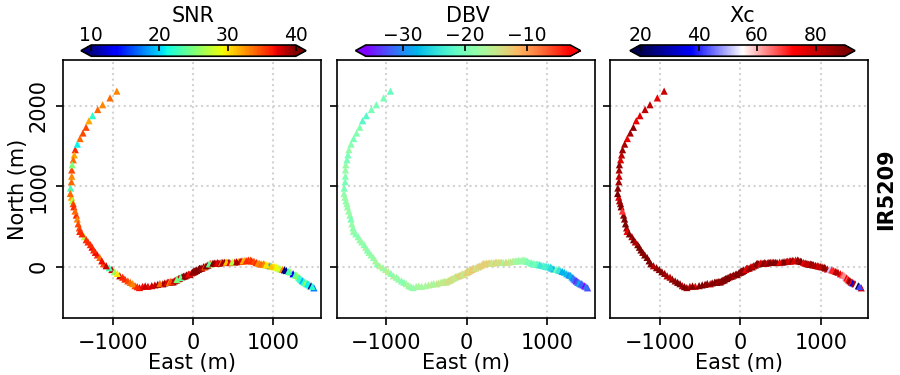 SNR DBV Xc
10 20 30 40 −30 −20 −10 20 40 60 80
2000
1000
0
North (m)
IR5209
−1000 0 1000 −1000 0 1000 −1000 0 1000
East (m) East (m) East (m)